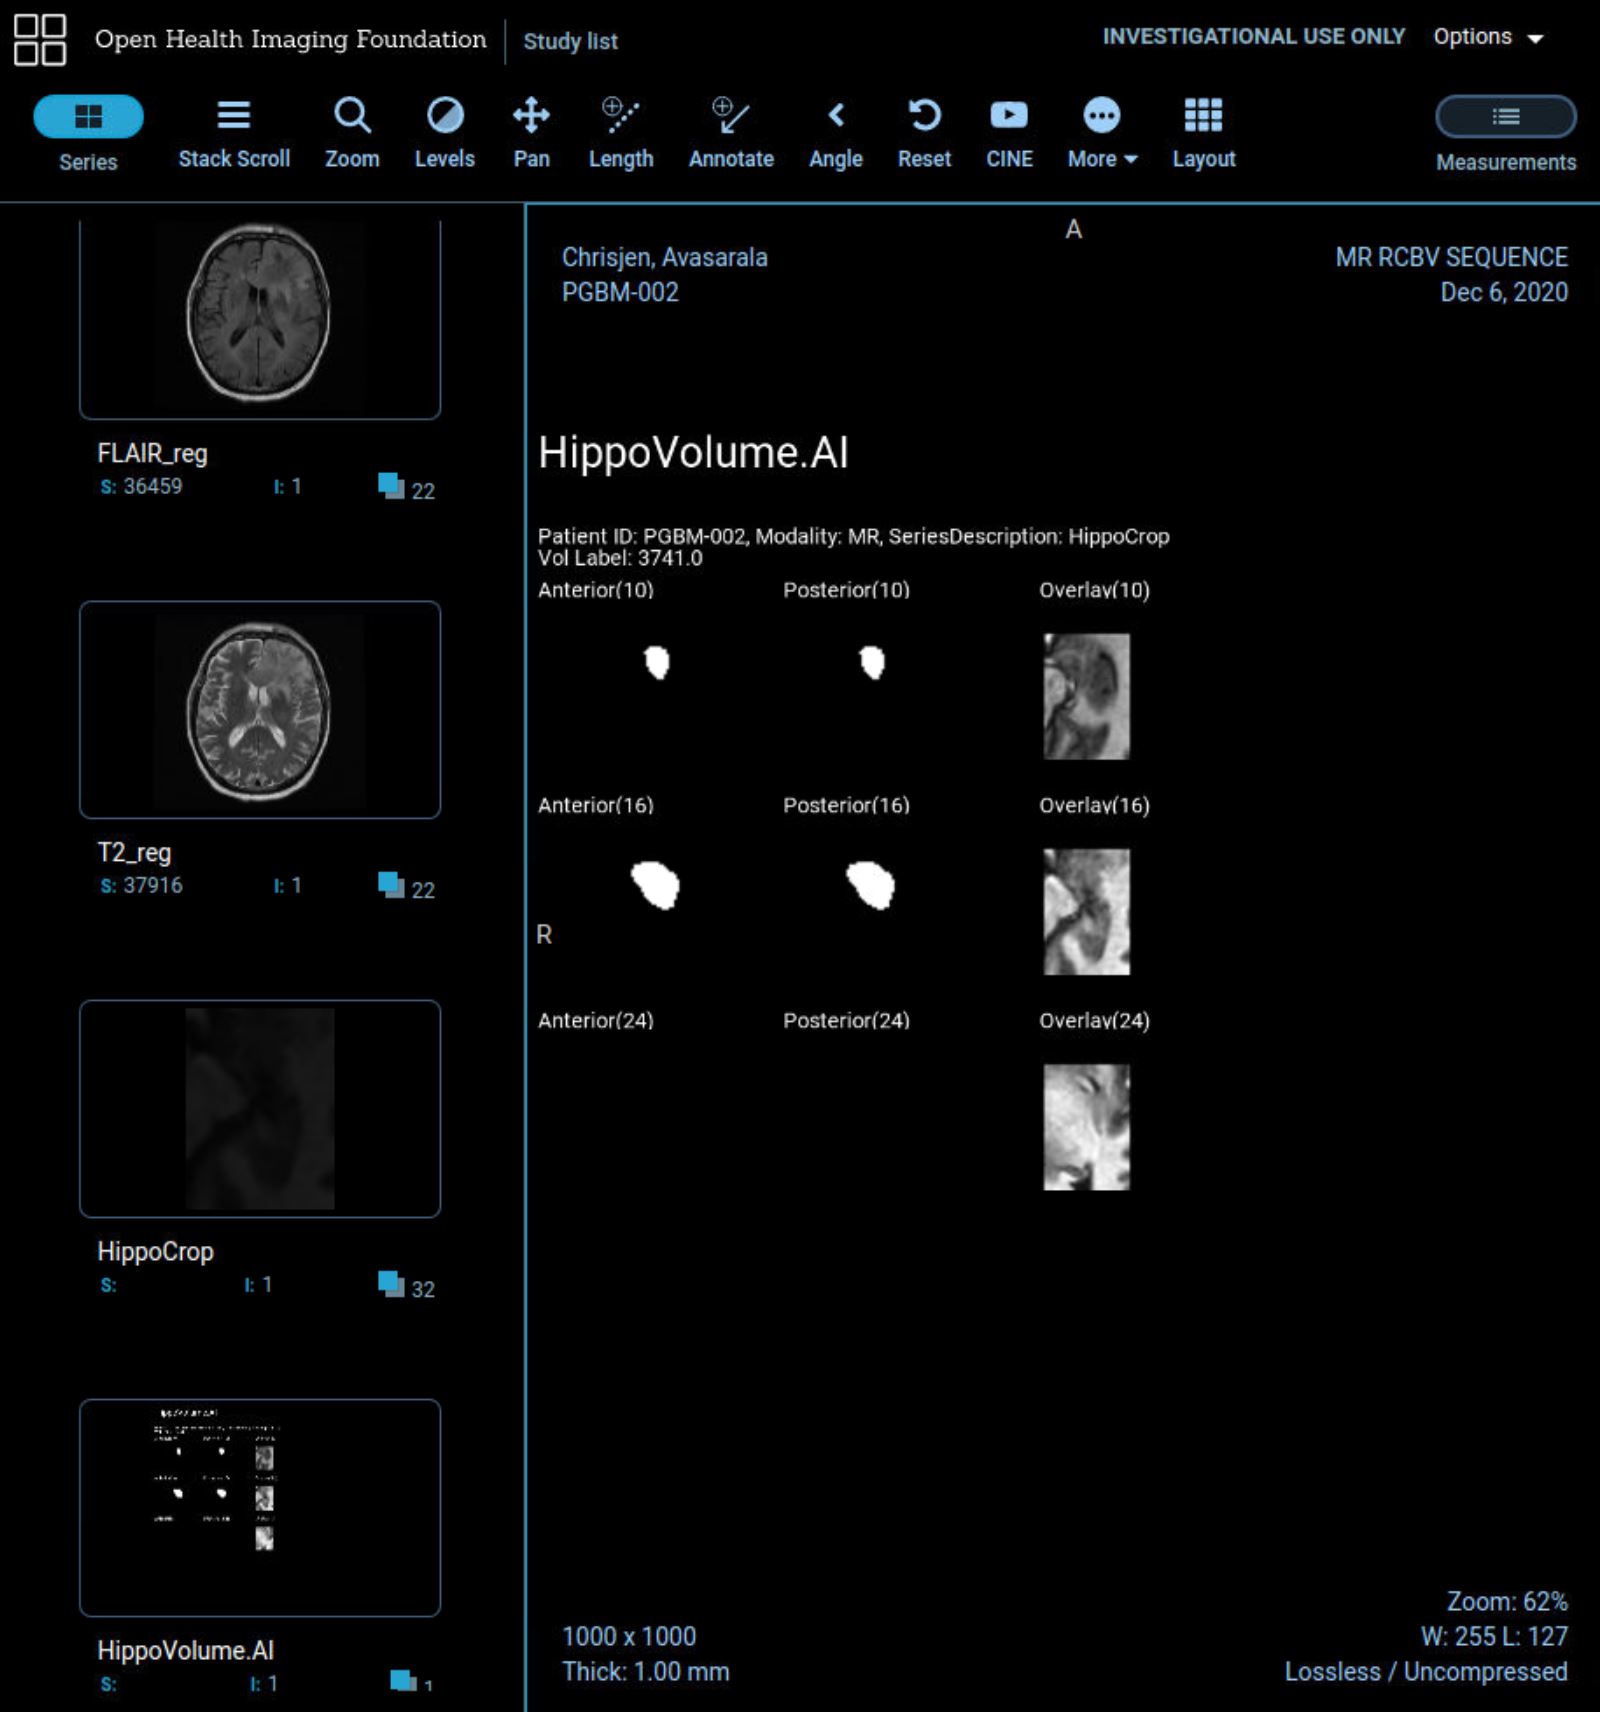 Open Health Imaging Foundation
Study list
INVESTIGATIONAL USE ONLY
Options
Series
Stack Scroll
Zoom
Levels
Pan
Length
Annotate
Angle
Reset
CINE
More
Layout
Measurements
FLAIR_reg
S: 36459 I: 1 22
T2_reg
S: 37916 I: 1 22
HippoCrop
S: I: 1 32
HippoVolume.AI
S: I: 1 1
A
Chrisjen, Avasarala
PGBM-002
MR RCBV SEQUENCE
Dec 6, 2020
HippoVolume.AI
Patient ID: PGBM-002, Modality: MR, SeriesDescription: HippoCrop
Vol Label: 3741.0
Anterior(10) Posterior(10) Overlay(10)
Anterior(16) Posterior(16) Overlay(16)
R
Anterior(24) Posterior(24) Overlay(24)
1000 x 1000
Thick: 1.00 mm
Zoom: 62%
W: 255 L: 127
Lossless / Uncompressed